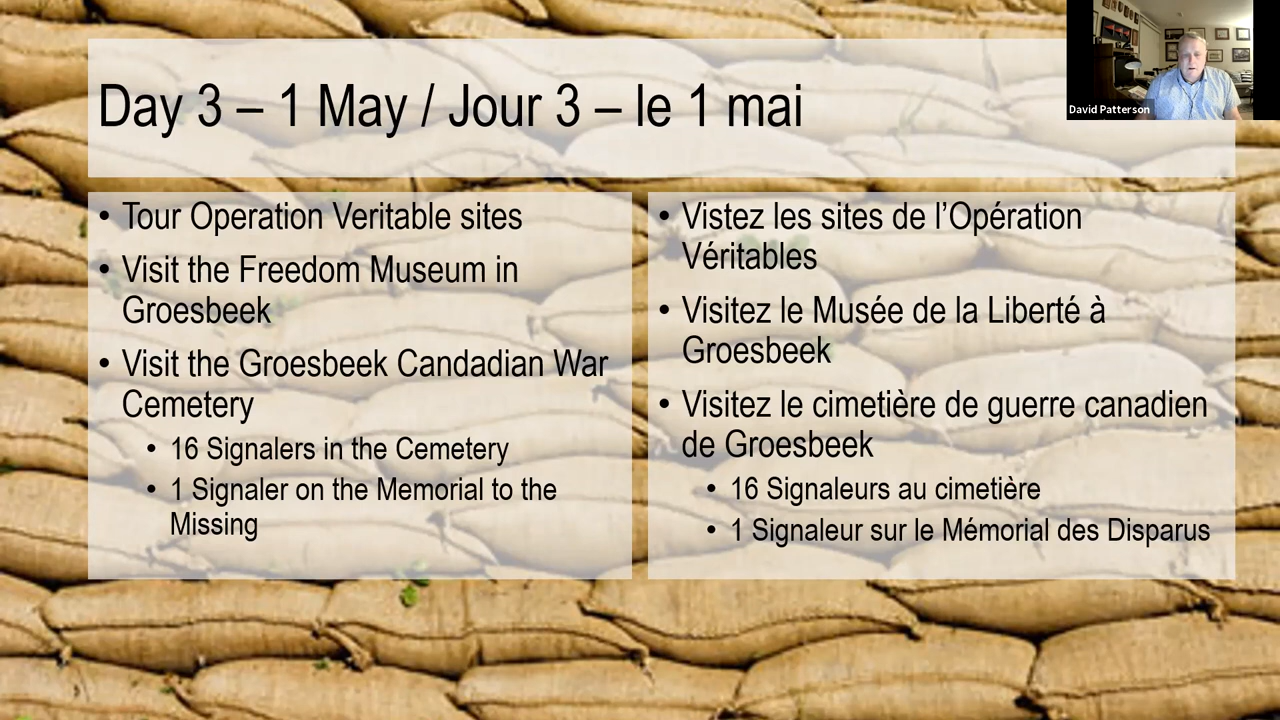 Day 3 – 1 May / Jour 3 – le 1 mai
David Patterson
• Tour Operation Veritable sites
• Visit the Freedom Museum in
Groesbeek
• Visit the Groesbeek Candadian War
Cemetery
• 16 Signalers in the Cemetery
• 1 Signaler on the Memorial to the
Missing
• Vistez les sites de l’Opération
Véritables
• Visitez le Musée de la Liberté à
Groesbeek
• Visitez le cimetière de guerre canadien
de Groesbeek
• 16 Signaleurs au cimetière
• 1 Signaleur sur le Mémorial des Disparus